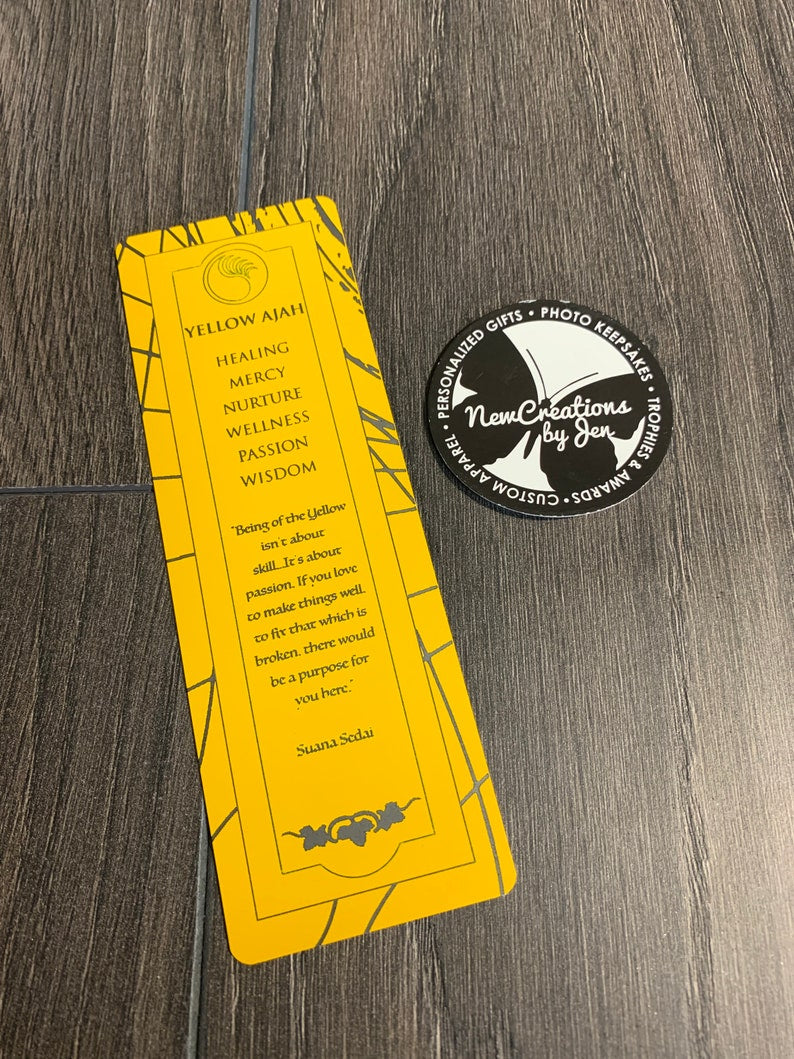 YELLOW AJAH
HEALING
MERCY
NURTURE
WELLNESS
PASSION
WISDOM
"Being of the Yellow
isn't about
skill...It's about
passion. If you love
to make things well,
to fix that which is
broken, there would
be a purpose for
you here."
Suana Sedai
PERSONALIZED GIFTS • PHOTO KEEPSAKES • TROPHIES & AWARDS • CUSTOM APPAREL •
NewCreations
by Jen